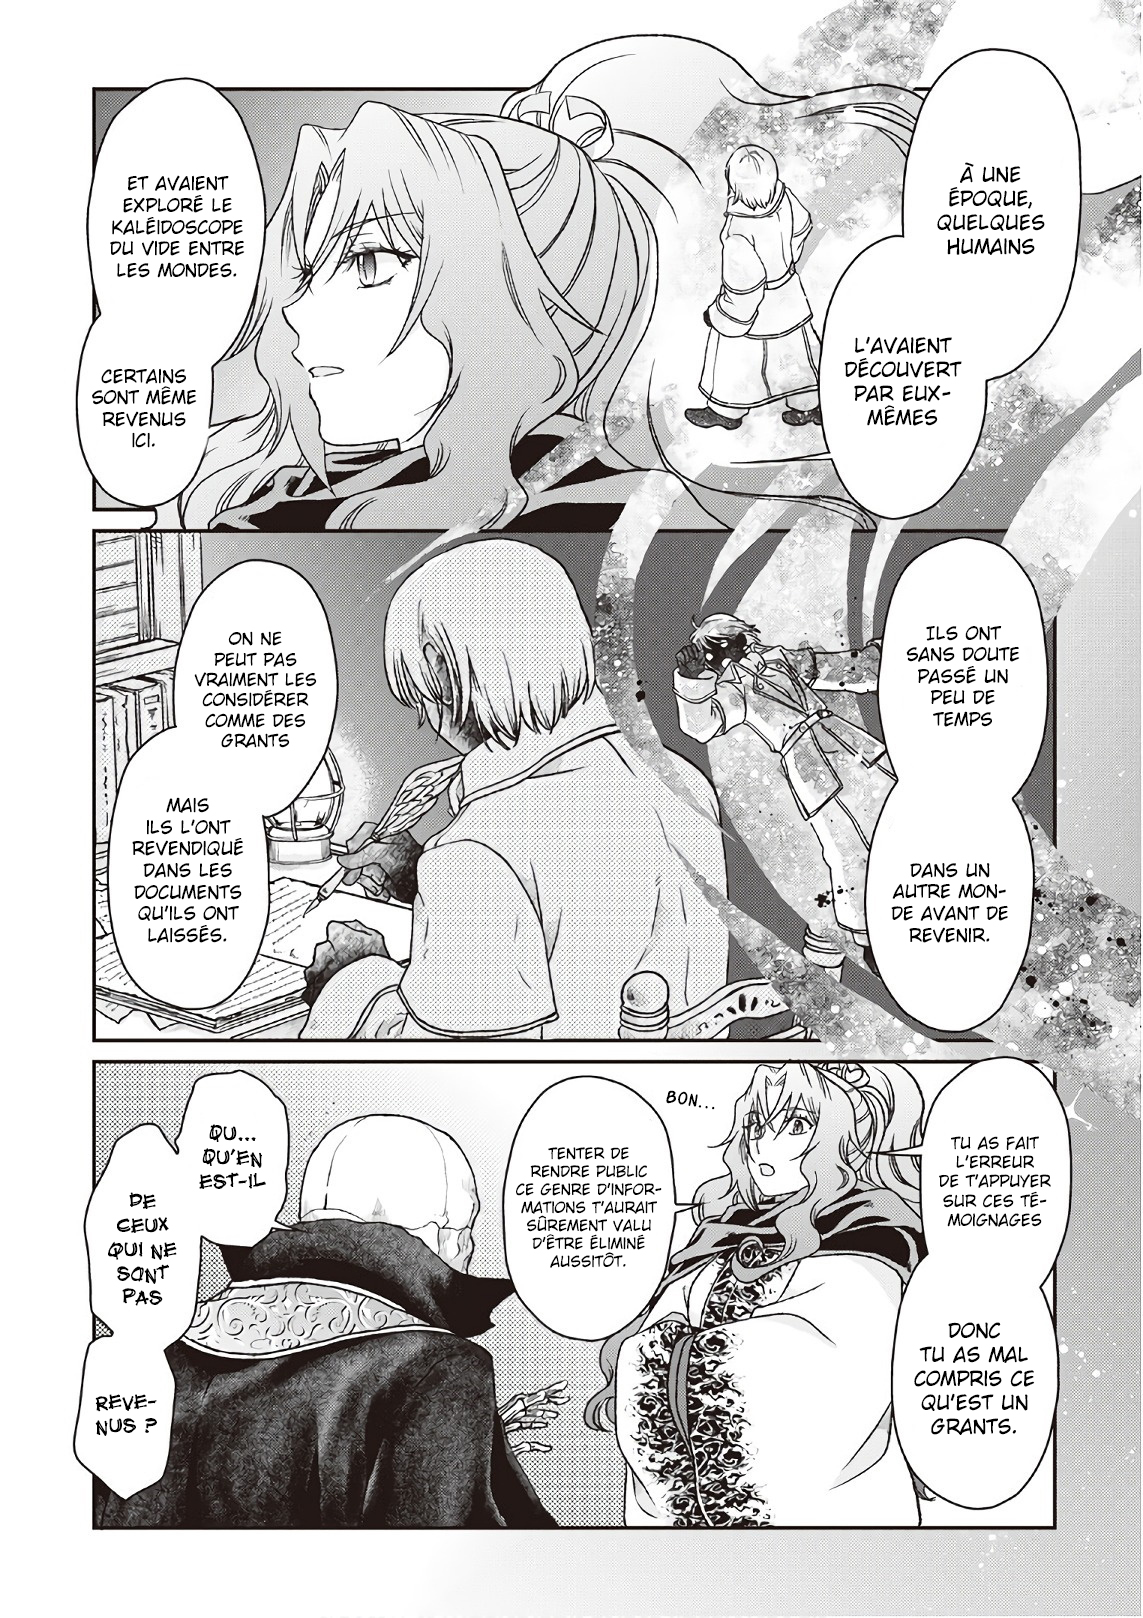 À UNE
ÉPOQUE,
QUELQUES
HUMAINS
L'AVAIENT
DÉCOUVERT
PAR EUX-
MÊMES
ET AVAIENT
EXPLORÉ LE
KALÉIDOSCOPE
DU VIDE ENTRE
LES MONDES.
CERTAINS
SONT MÊME
REVENUS
ICI.
ILS ONT
SANS DOUTE
PASSÉ UN
PEU DE
TEMPS
DANS UN
AUTRE MON-
DE AVANT DE
REVENIR.
ON NE
PEUT PAS
VRAIMENT LES
CONSIDÉRER
COMME DES
GRANTS
MAIS
ILS L'ONT
REVENDIQUÉ
DANS LES
DOCUMENTS
QU'ILS ONT
LAISSÉS.
TU AS FAIT
L'ERREUR
DE T'APPUYER
SUR CES TÉ-
MOIGNAGES
DONC
TU AS MAL
COMPRIS CE
QU'EST UN
GRANTS.
BON...
TENTER DE
RENDRE PUBLIC
CE GENRE D'INFOR-
MATIONS T'AURAIT
SÛREMENT VALU
D'ÊTRE ÉLIMINÉ
AUSSITÔT.
QU...
QU'EN
EST-IL
DE
CEUX
QUI NE
SONT
PAS
REVE-
NUS ?